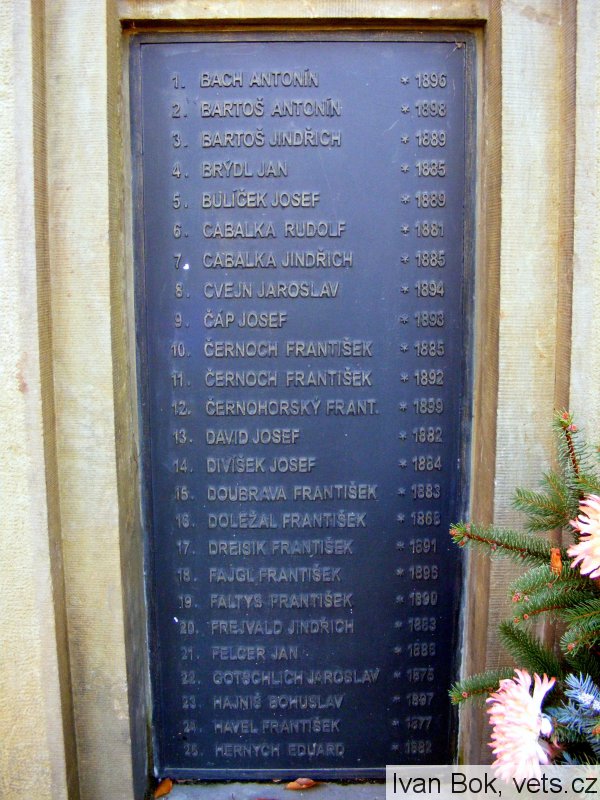 1. BACH ANTONÍN * 1896
2. BARTOŠ ANTONÍN * 1898
3. BARTOŠ JINDŘICH * 1889
4. BRÝDL JAN * 1885
5. BULÍČEK JOSEF * 1889
6. CABALKA RUDOLF * 1881
7. CABALKA JINDŘICH * 1885
8. CVEJN JAROSLAV * 1894
9. ČÁP JOSEF * 1893
10. ČERNOCH FRANTIŠEK * 1885
11. ČERNOCH FRANTIŠEK * 1892
12. ČERNOHORSKÝ FRANT. * 1899
13. DAVID JOSEF * 1882
14. DIVÍŠEK JOSEF * 1884
15. DOUBRAVA FRANTIŠEK * 1883
16. DOLEŽAL FRANTIŠEK *
17. DREISIK FRANTIŠEK * 1891
18. FAJGL FRANTIŠEK * 1896
19. FALTYS FRANTIŠEK * 1890
20. FREJVALD JINDŘICH * 1883
21. FELCER JAN *
22. GOTSCHLICH JAROSLAV *
23. HAJNIŠ BOHUSLAV * 1897
24. HAVEL FRANTIŠEK * 1877
25. HERNYCH EDUARD * 1882
Ivan Bok, vets.cz